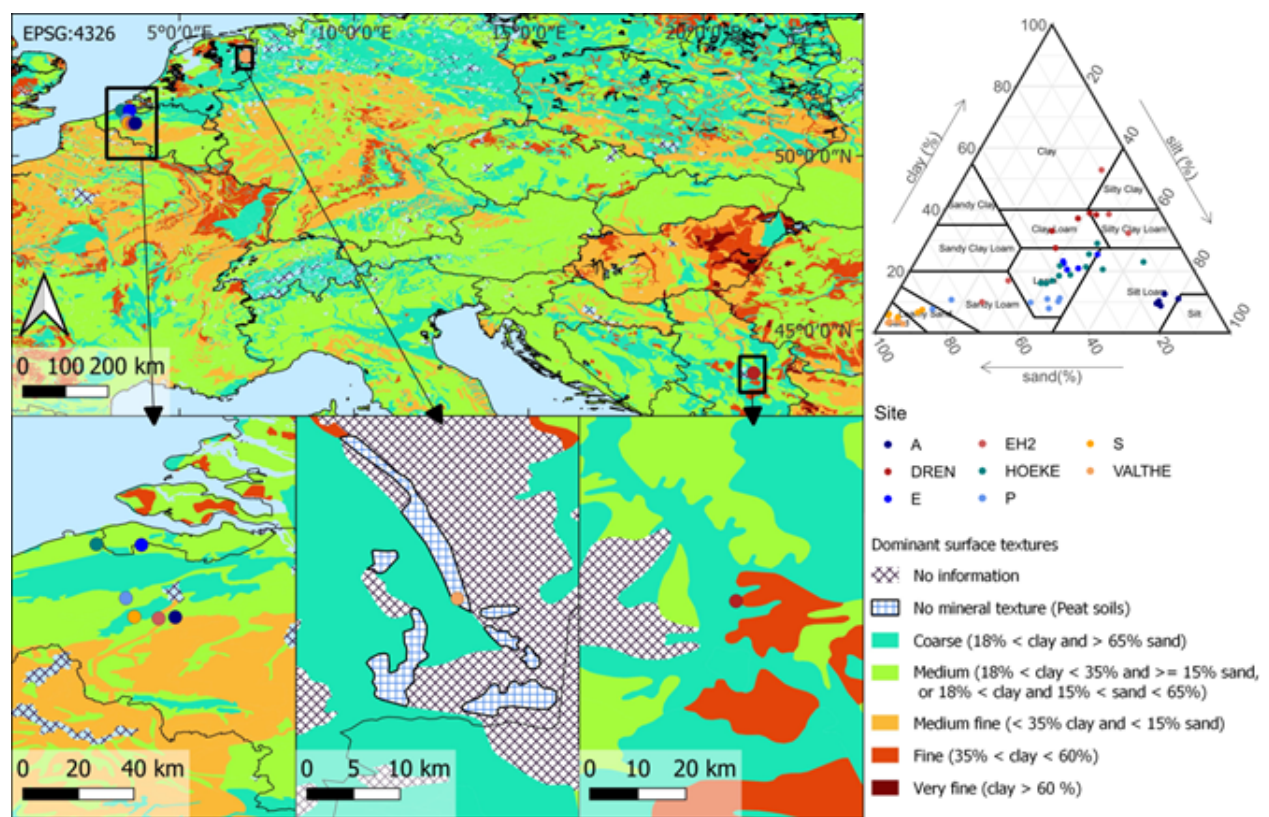 EPSG:4326
5°0'0"E
10°0'0"E
15°0'0"E
50°0'0"N
45°0'0"N
0 100 200 km
0 20 40 km
0 5 10 km
0 10 20 km
100
80
60
40
20
20
40
60
80
100
100
80
60
40
20
clay (%)
silt (%)
sand(%)
Clay
Silty Clay
Sandy Clay
Clay Loam
Silty Clay Loam
Sandy Clay Loam
Silt Loam
Sandy Loam
Silt
Site
A EH2 S
DREN HOEKE VALTHE
E P
Dominant surface textures
No information
No mineral texture (Peat soils)
Coarse (18% < clay and > 65% sand)
Medium (18% < clay < 35% and >= 15% sand,
or 18% < clay and 15% < sand < 65%)
Medium fine (< 35% clay and < 15% sand)
Fine (35% < clay < 60%)
Very fine (clay > 60 %)